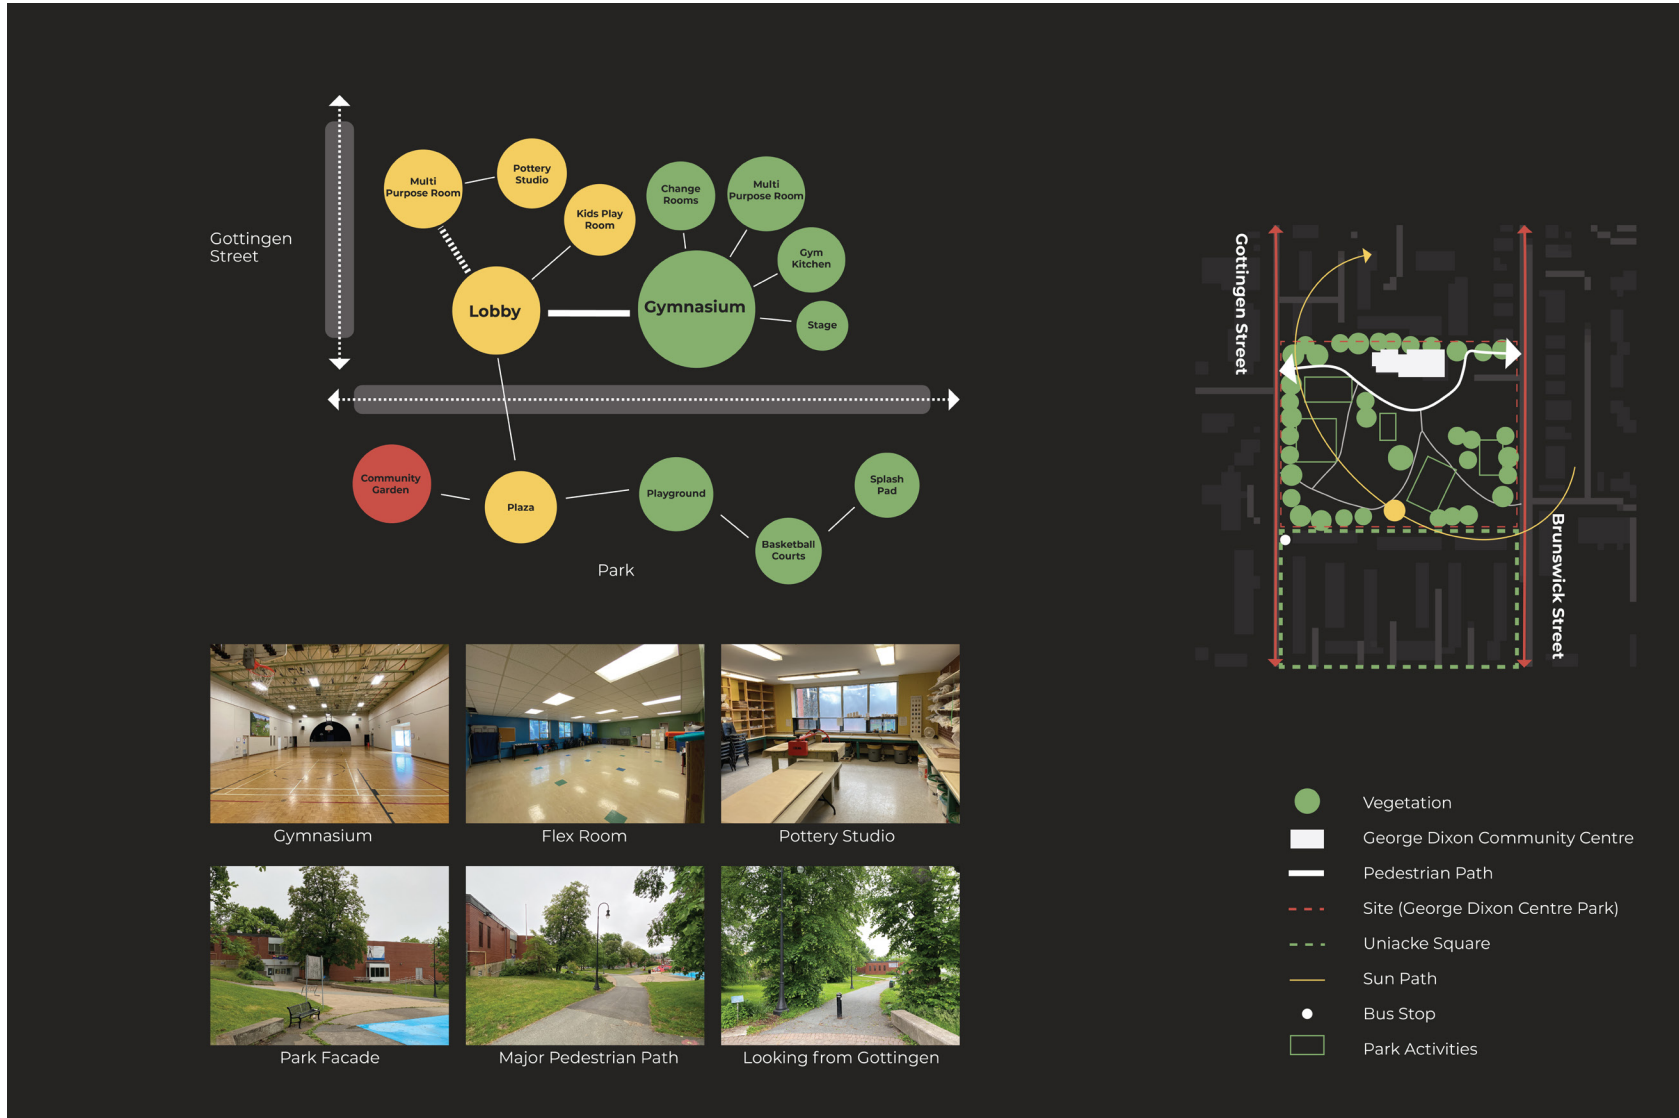 Gottingen
Street
Multi
Purpose Room
Pottery
Studio
Kids Play
Room
Lobby
Change
Rooms
Multi
Purpose Room
Gym
Kitchen
Gymnasium
Stage
Community
Garden
Plaza
Playground
Splash
Pad
Basketball
Courts
Park
Gymnasium
Flex Room
Pottery Studio
Park Facade
Major Pedestrian Path
Looking from Gottingen
Gottingen Street
Brunswick Street
Vegetation
George Dixon Community Centre
Pedestrian Path
Site (George Dixon Centre Park)
Uniacke Square
Sun Path
Bus Stop
Park Activities